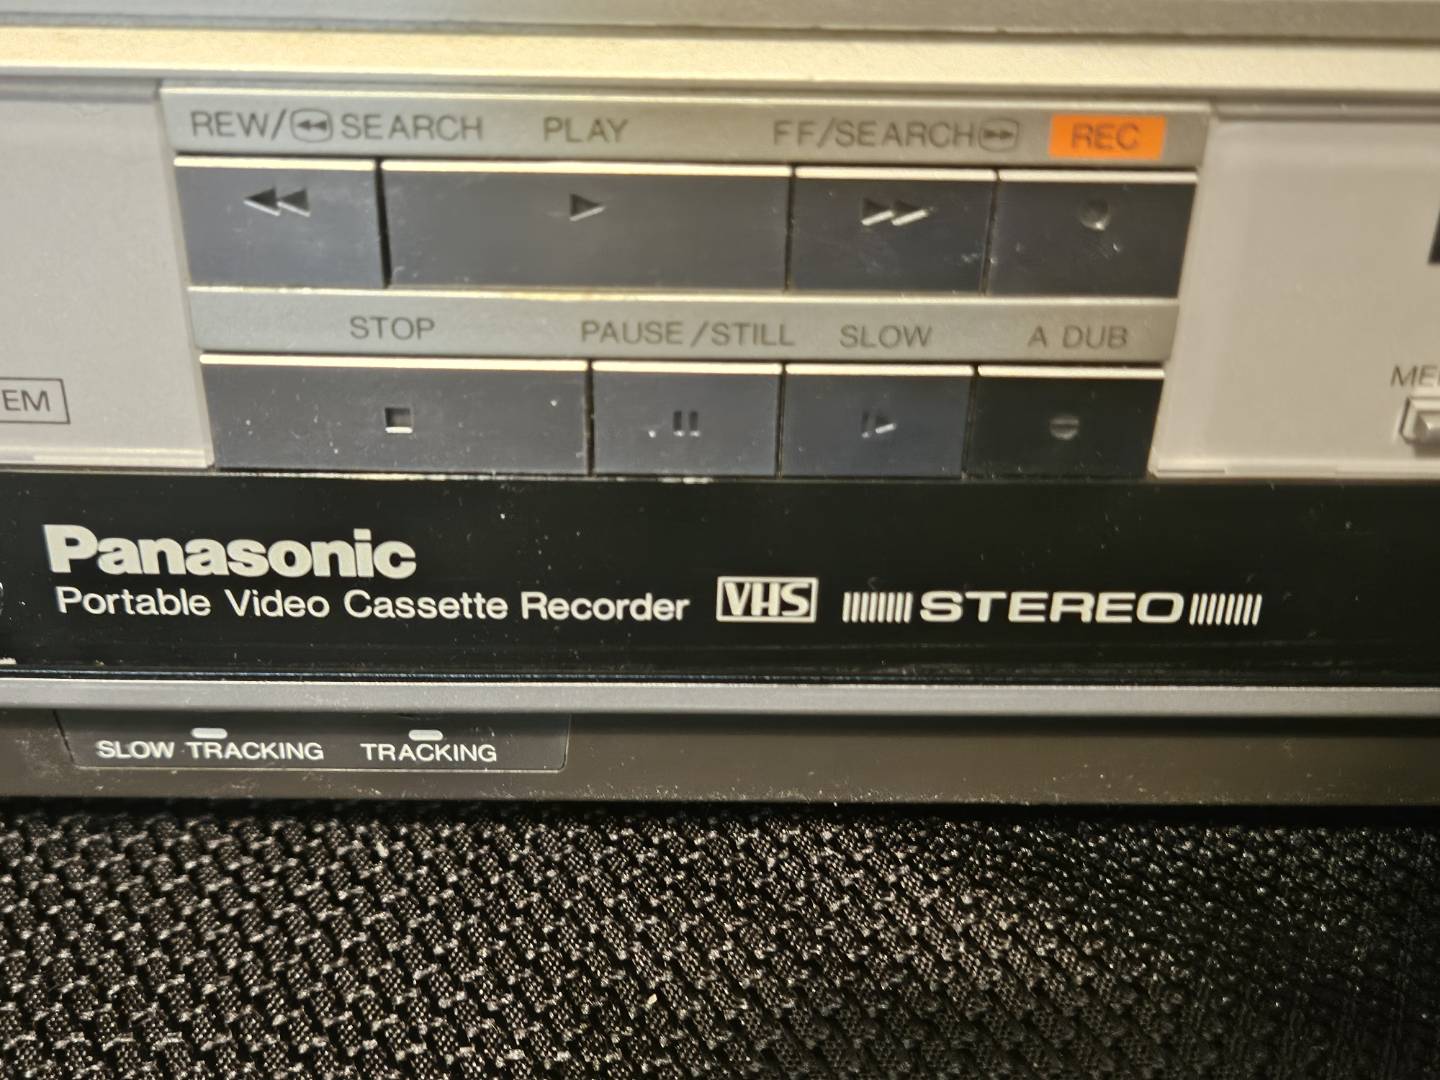 REW/ SEARCH PLAY FF/SEARCH REC
STOP PAUSE/STILL SLOW A DUB
Panasonic
Portable Video Cassette Recorder VHS STEREO
SLOW TRACKING TRACKING